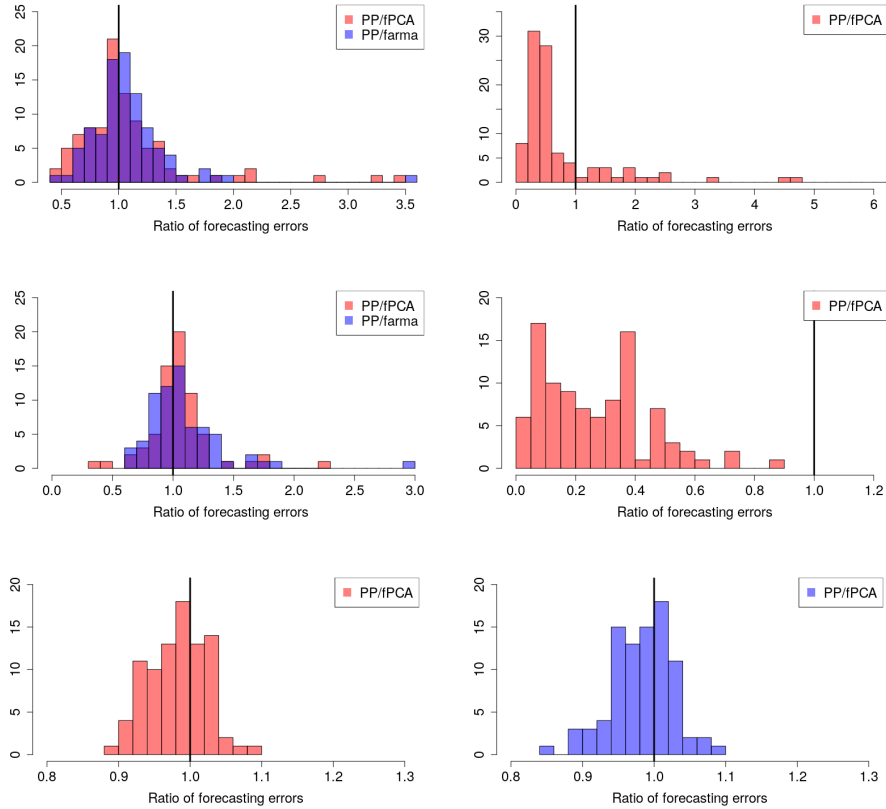 PP/fPCA
PP/farma
0 5 10 15 20 25
0.5 1.0 1.5 2.0 2.5 3.0 3.5
Ratio of forecasting errors
PP/fPCA
0 5 10 20 30
0 1 2 3 4 5 6
Ratio of forecasting errors
PP/fPCA
PP/farma
0 5 10 15 20 25
0.0 0.5 1.0 1.5 2.0 2.5 3.0
Ratio of forecasting errors
PP/fPCA
0 5 10 15 20
0.0 0.2 0.4 0.6 0.8 1.0 1.2
Ratio of forecasting errors
PP/fPCA
0 5 10 15 20
0.8 0.9 1.0 1.1 1.2 1.3
Ratio of forecasting errors
PP/fPCA
0 5 10 15 20
0.8 0.9 1.0 1.1 1.2 1.3
Ratio of forecasting errors